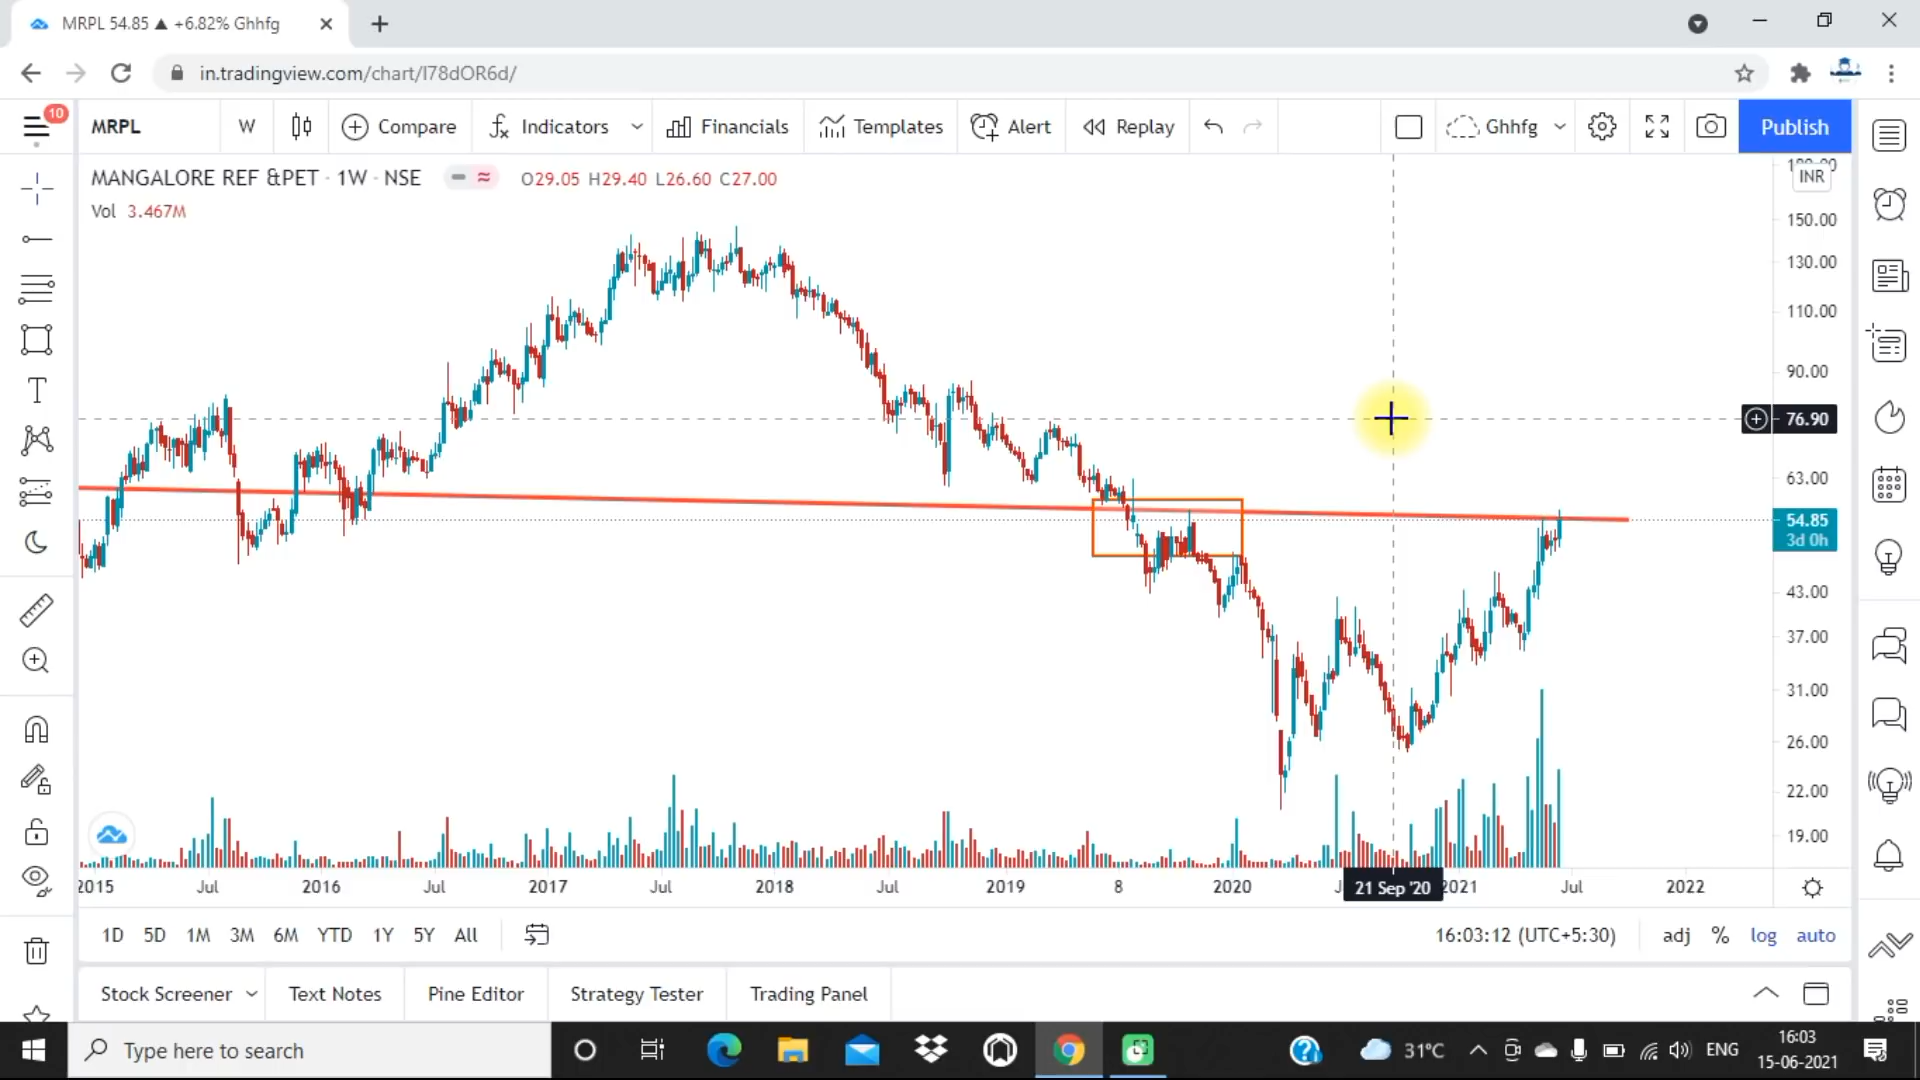 MRPL 54.85 ▲ +6.82% Ghhfg
in.tradingview.com/chart/I78dOR6d/
10
MRPL W Compare Indicators Financials Templates Alert Replay Ghhfg Publish
MANGALORE REF &PET · 1W · NSE O29.05 H29.40 L26.60 C27.00
Vol 3.467M
INR
150.00
130.00
110.00
90.00
76.90
63.00
54.85
3d 0h
43.00
37.00
31.00
26.00
22.00
19.00
2015 Jul 2016 Jul 2017 Jul 2018 Jul 2019 8 2020 21 Sep '20 2021 Jul 2022
1D 5D 1M 3M 6M YTD 1Y 5Y All 16:03:12 (UTC+5:30) adj % log auto
Stock Screener Text Notes Pine Editor Strategy Tester Trading Panel
Type here to search 31°C ENG 16:03
15-06-2021